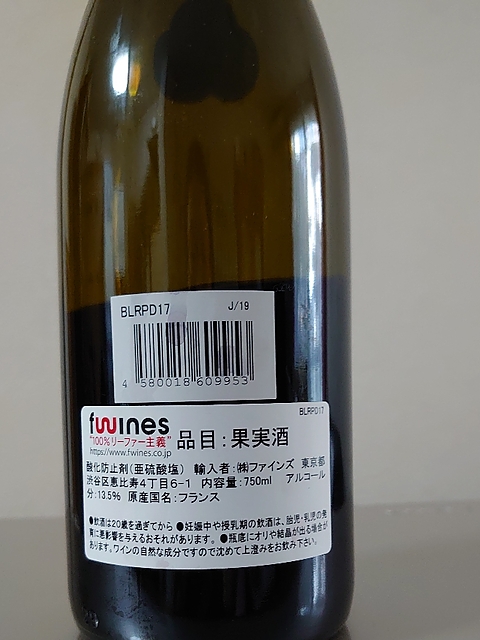 BLRPD17 J/19
4 580018 609953
BLRPD17
fwines
"100%リーファー主義"
https://www.fwines.co.jp
品目:果実酒
酸化防止剤(亜硫酸塩) 輸入者:㈱ファインズ 東京都
渋谷区恵比寿4丁目6-1 内容量:750ml アルコール
分:13.5% 原産国名:フランス
●飲酒は20歳を過ぎてから ●妊娠中や授乳期の飲酒は、胎児・乳児の発
育に悪影響を与えるおそれがあります。 ●瓶底にオリや結晶が出る場合が
あります。ワインの自然な成分ですので沈めて上澄みをお飲み下さい。